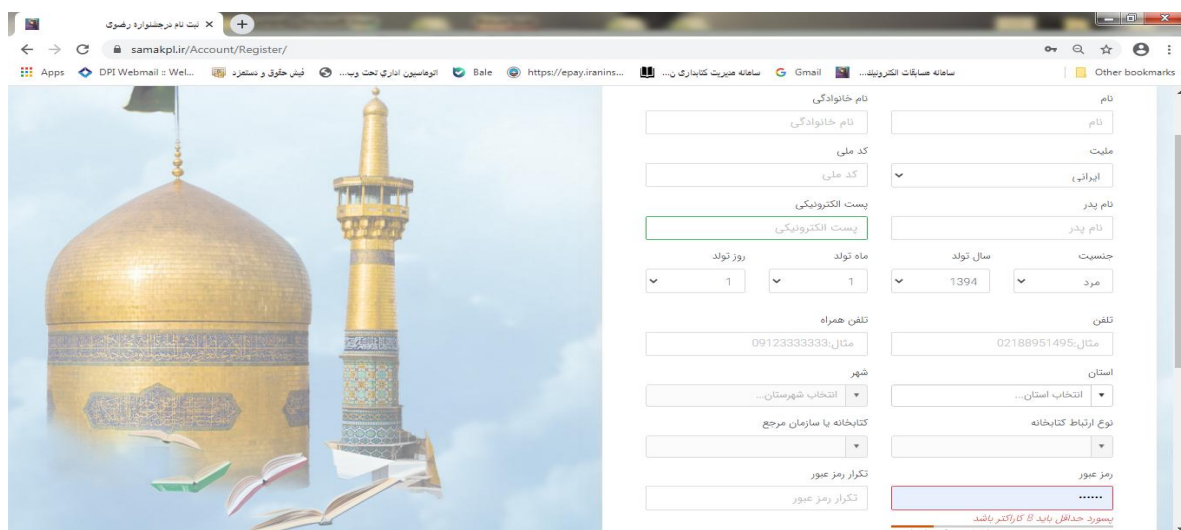 ثبت نام در جشنواره رضوی
samakpl.ir/Account/Register/
Apps DPI Webmail :: Wel... فیش حقوق و دستمزد اتوماسیون اداری تحت وب... Bale https://epay.iranins... سامانه مدیریت کتابداری ن... Gmail سامانه مسابقات الکترونیک... Other bookmarks
نام نام خانوادگی
نام نام خانوادگی
ملیت کد ملی
ایرانی کد ملی
نام پدر پست الکترونیکی
نام پدر پست الکترونیکی
جنسیت سال تولد ماه تولد روز تولد
مرد 1394 1 1
تلفن تلفن همراه
مثال:02188951495 مثال:09123333333
استان شهر
انتخاب استان... انتخاب شهرستان...
نوع ارتباط کتابخانه کتابخانه یا سازمان مرجع
رمز عبور تکرار رمز عبور
•••••• تکرار رمز عبور
پسورد حداقل باید 8 کاراکتر باشد